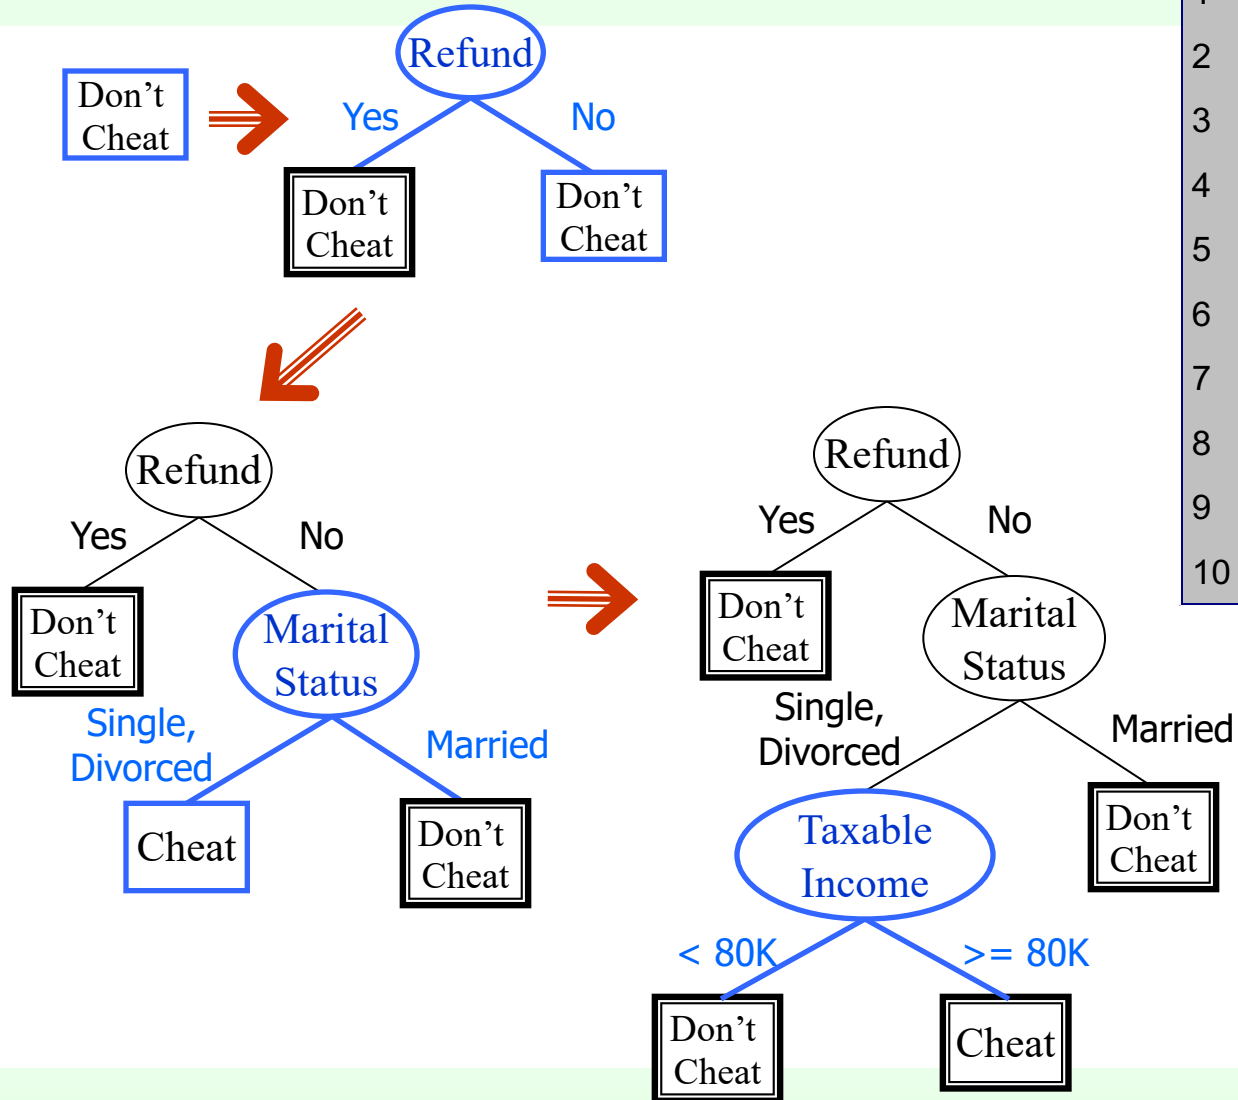 Refund
Don't
Cheat
Yes
No
Don't
Cheat
Don't
Cheat
Refund
Yes
No
Don't
Cheat
Marital
Status
Single,
Divorced
Married
Cheat
Don't
Cheat
Refund
Yes
No
Don't
Cheat
Marital
Status
Single,
Divorced
Married
Taxable
Income
Don't
Cheat
< 80K
>= 80K
Don't
Cheat
Cheat
2
3
4
5
6
7
8
9
10